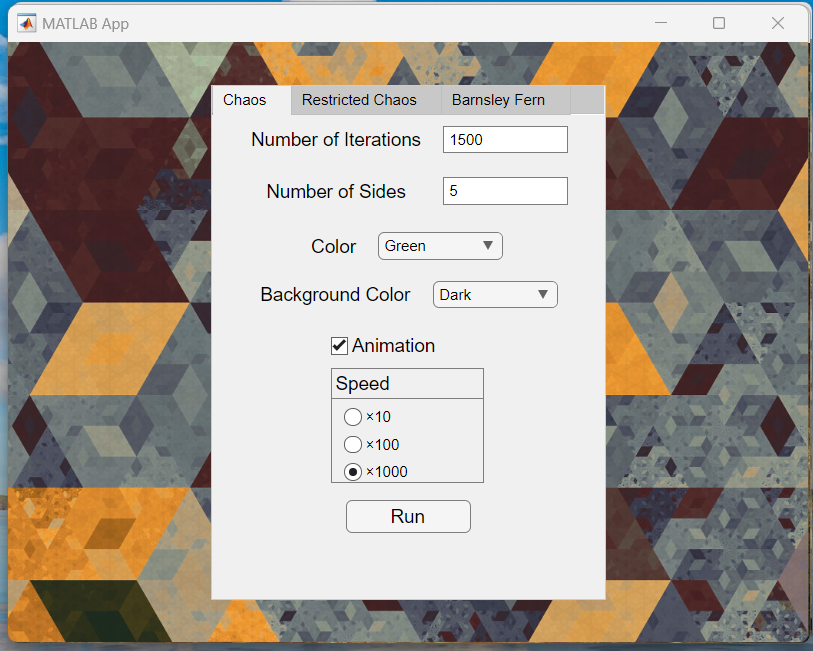 MATLAB App
Chaos Restricted Chaos Barnsley Fern
Number of Iterations 1500
Number of Sides 5
Color Green
Background Color Dark
Animation
Speed
×10
×100
×1000
Run